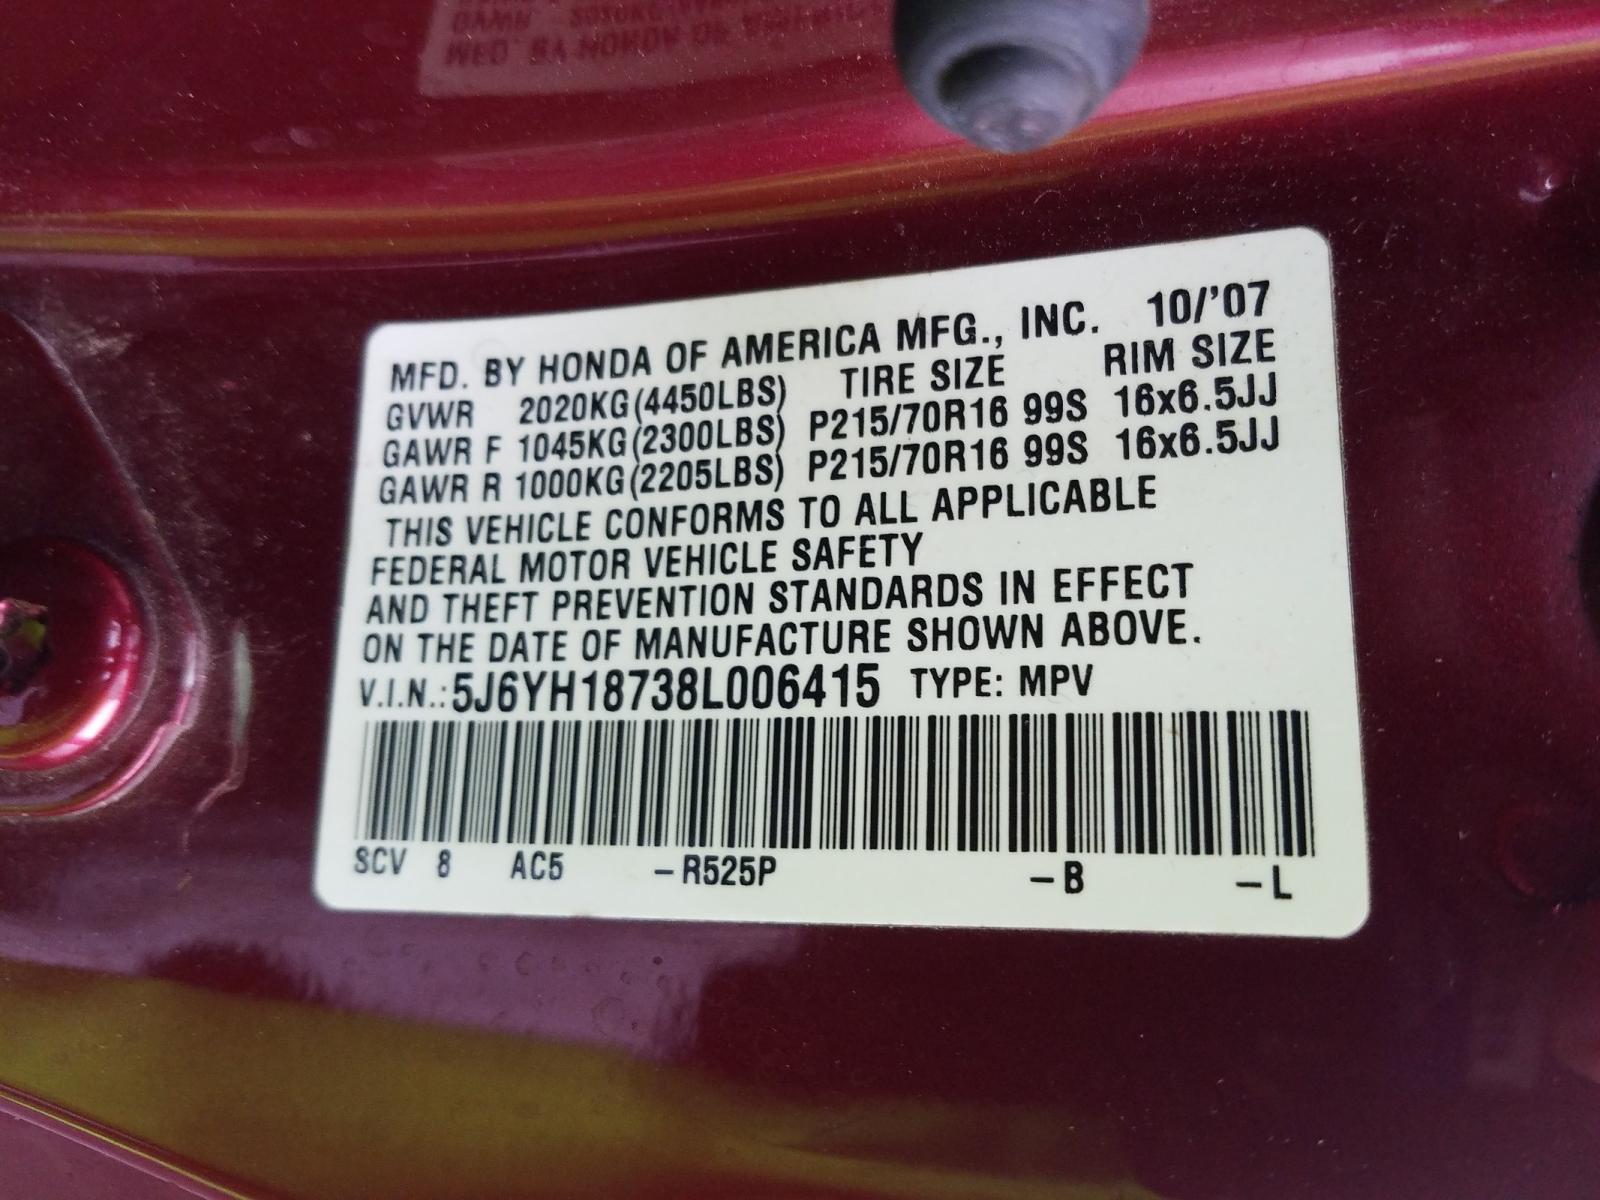 MFD. BY HONDA OF AMERICA MFG., INC. 10/'07
GVWR 2020KG(4450LBS) TIRE SIZE RIM SIZE
GAWR F 1045KG(2300LBS) P215/70R16 99S 16x6.5JJ
GAWR R 1000KG(2205LBS) P215/70R16 99S 16x6.5JJ
THIS VEHICLE CONFORMS TO ALL APPLICABLE
FEDERAL MOTOR VEHICLE SAFETY
AND THEFT PREVENTION STANDARDS IN EFFECT
ON THE DATE OF MANUFACTURE SHOWN ABOVE.
V.I.N.:5J6YH18738L006415 TYPE: MPV
SCV 8 AC5 -R525P -B -L